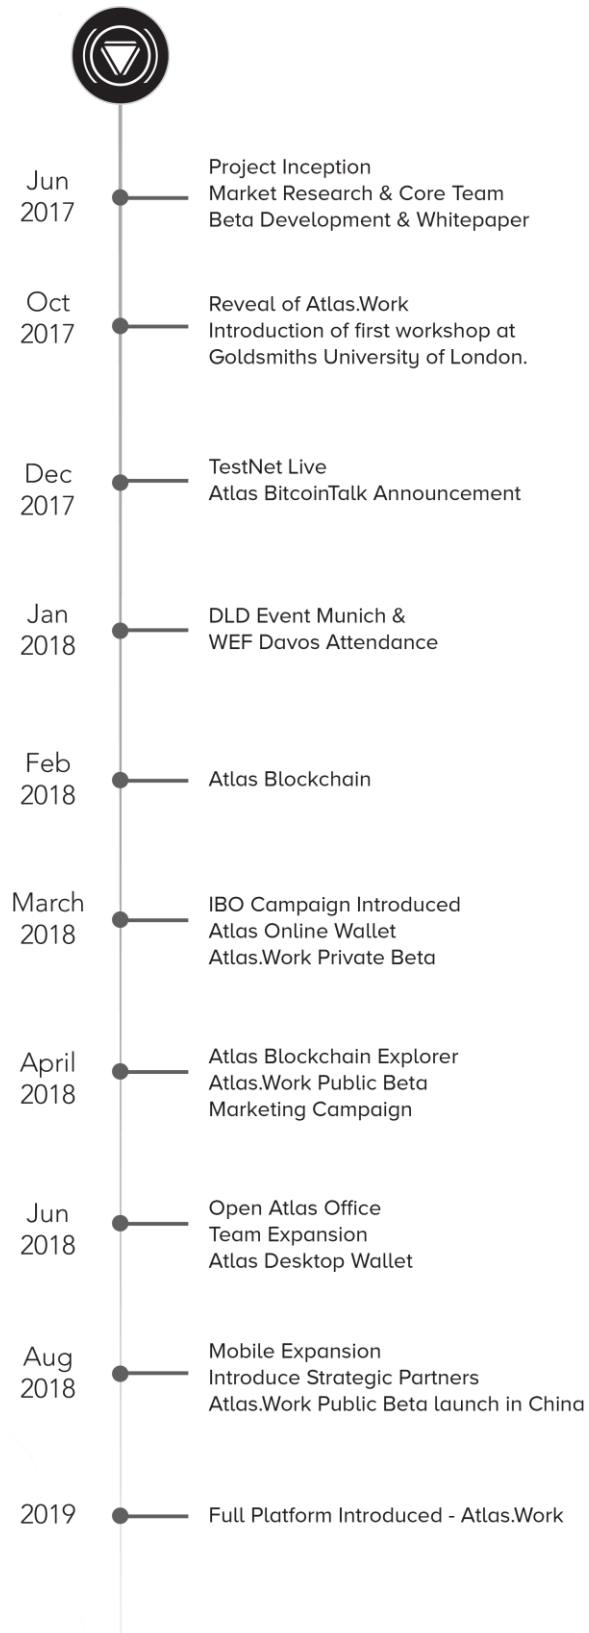 Jun
2017
Project Inception
Market Research & Core Team
Beta Development & Whitepaper
Oct
2017
Reveal of Atlas.Work
Introduction of first workshop at
Goldsmiths University of London.
Dec
2017
TestNet Live
Atlas BitcoinTalk Announcement
Jan
2018
DLD Event Munich &
WEF Davos Attendance
Feb
2018
Atlas Blockchain
March
2018
IBO Campaign Introduced
Atlas Online Wallet
Atlas.Work Private Beta
April
2018
Atlas Blockchain Explorer
Atlas.Work Public Beta
Marketing Campaign
Jun
2018
Open Atlas Office
Team Expansion
Atlas Desktop Wallet
Aug
2018
Mobile Expansion
Introduce Strategic Partners
Atlas.Work Public Beta launch in China
2019
Full Platform Introduced - Atlas.Work